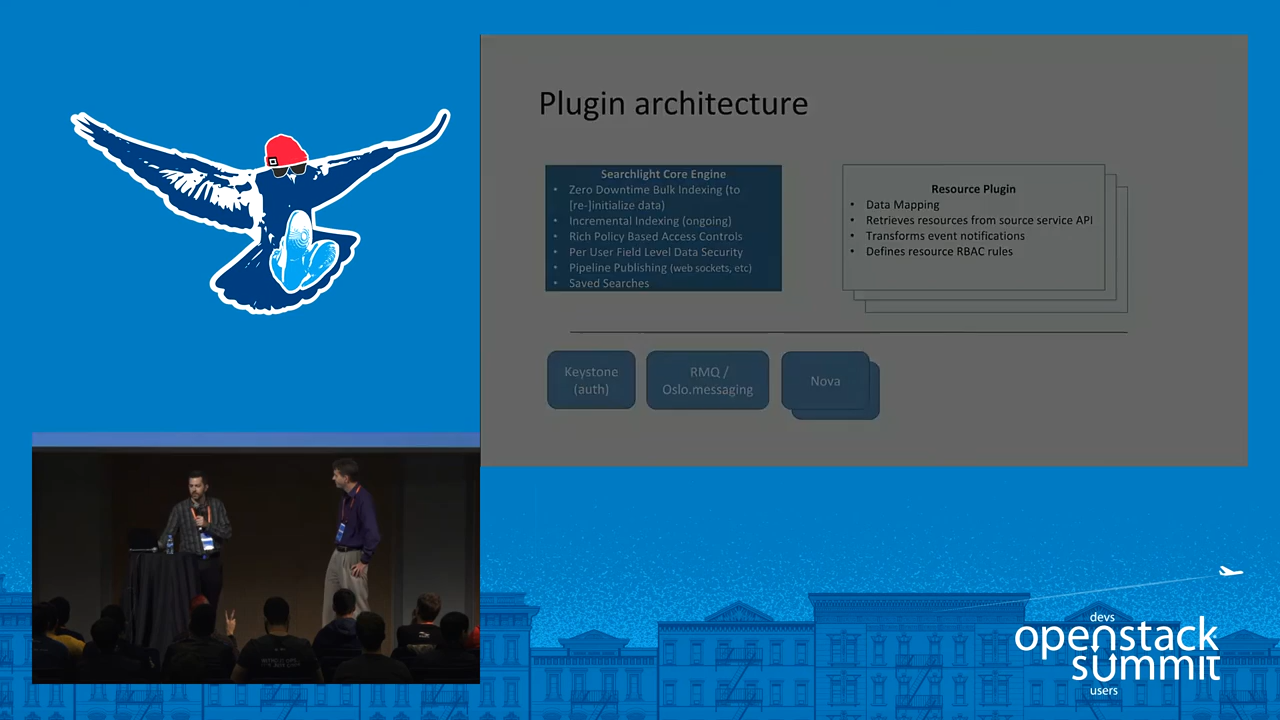 Plugin architecture
Searchlight Core Engine
• Zero Downtime Bulk Indexing (to
[re-]initialize data)
• Incremental Indexing (ongoing)
• Rich Policy Based Access Controls
• Per User Field Level Data Security
• Pipeline Publishing (web sockets, etc)
• Saved Searches
Resource Plugin
• Data Mapping
• Retrieves resources from source service API
• Transforms event notifications
• Defines resource RBAC rules
Keystone
(auth)
RMQ /
Oslo.messaging
Nova
devs
openstack
summit
users